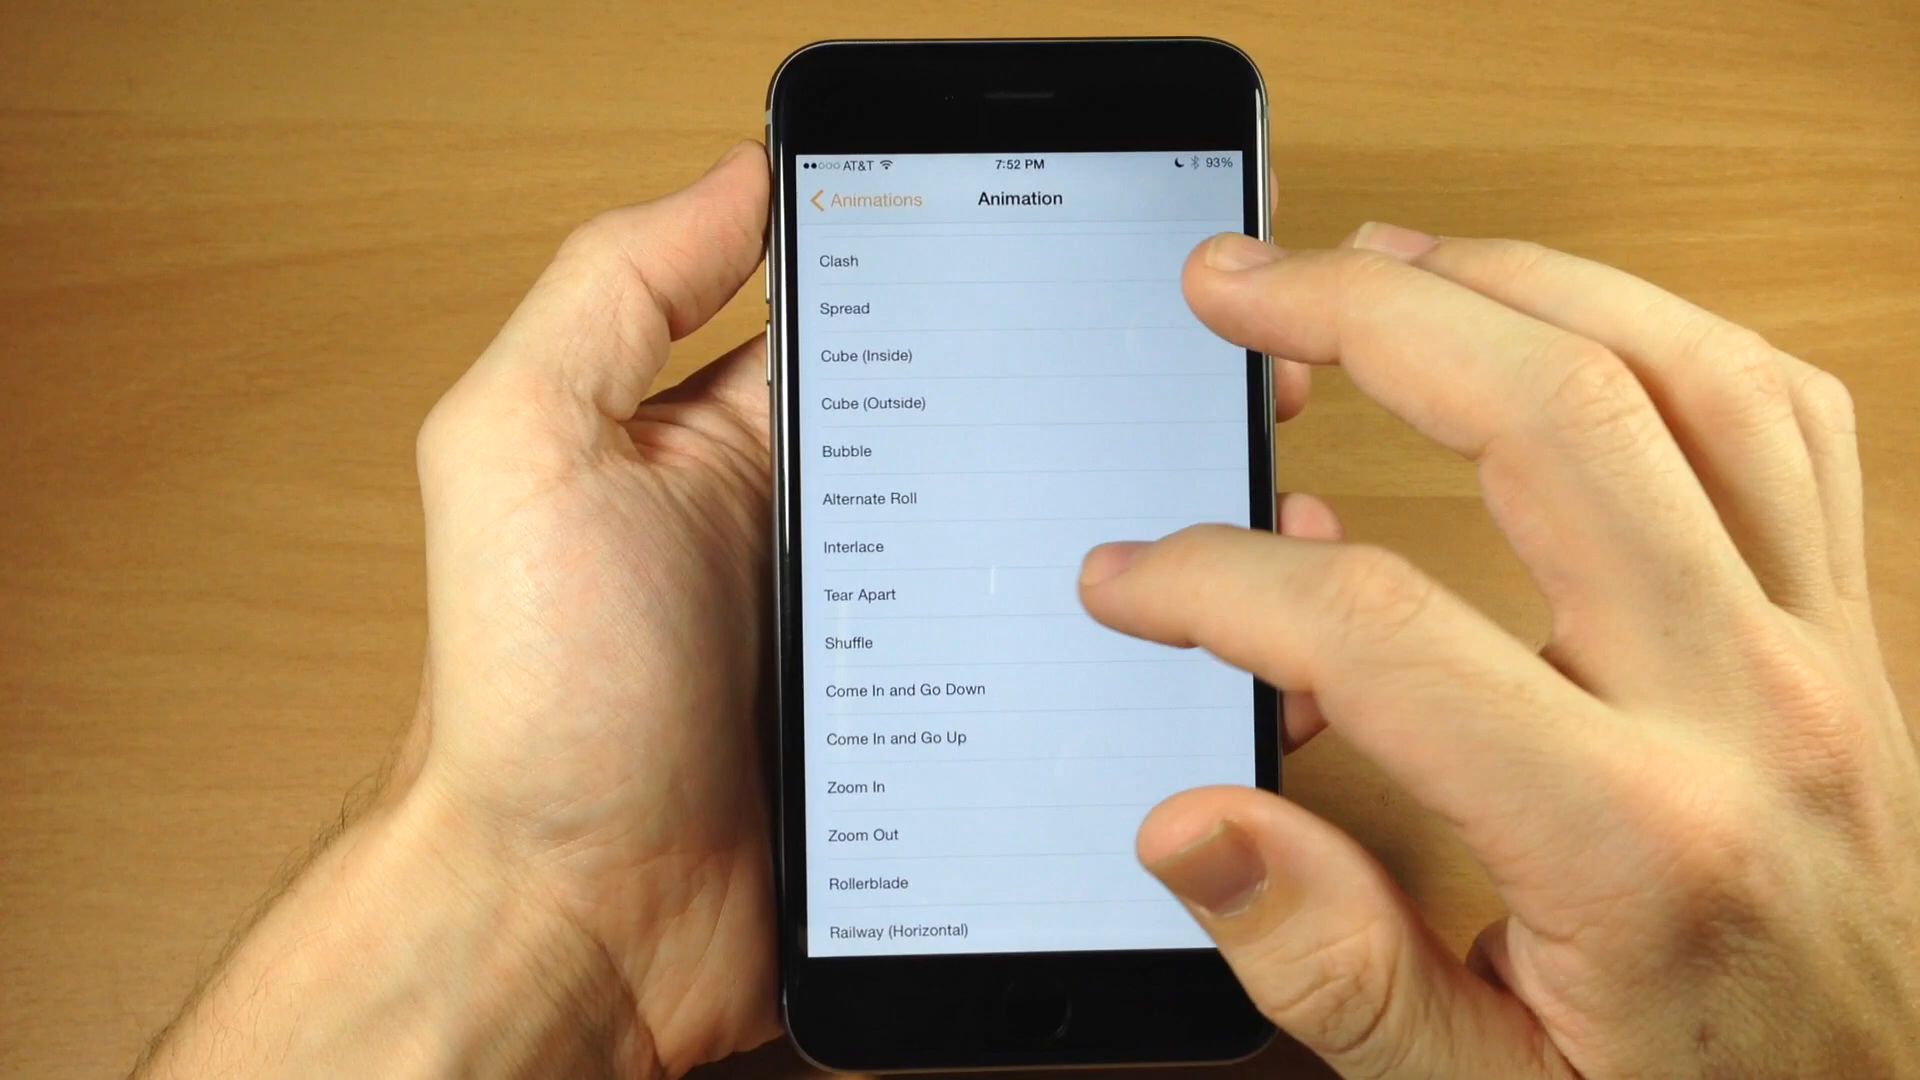 AT&T 7:52 PM 93%
Animations Animation
Clash
Spread
Cube (Inside)
Cube (Outside)
Bubble
Alternate Roll
Interlace
Tear Apart
Shuffle
Come In and Go Down
Come In and Go Up
Zoom In
Zoom Out
Rollerblade
Railway (Horizontal)